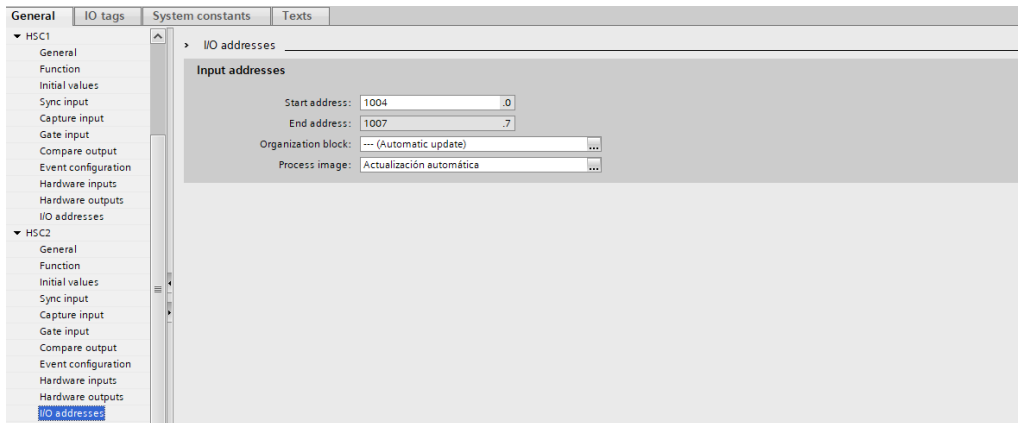 General IO tags System constants Texts
HSC1
General
Function
Initial values
Sync input
Capture input
Gate input
Compare output
Event configuration
Hardware inputs
Hardware outputs
I/O addresses
HSC2
General
Function
Initial values
Sync input
Capture input
Gate input
Compare output
Event configuration
Hardware inputs
Hardware outputs
I/O addresses
I/O addresses
Input addresses
Start address: 1004 .0
End address: 1007 .7
Organization block: --- (Automatic update) ...
Process image: Actualización automática ...